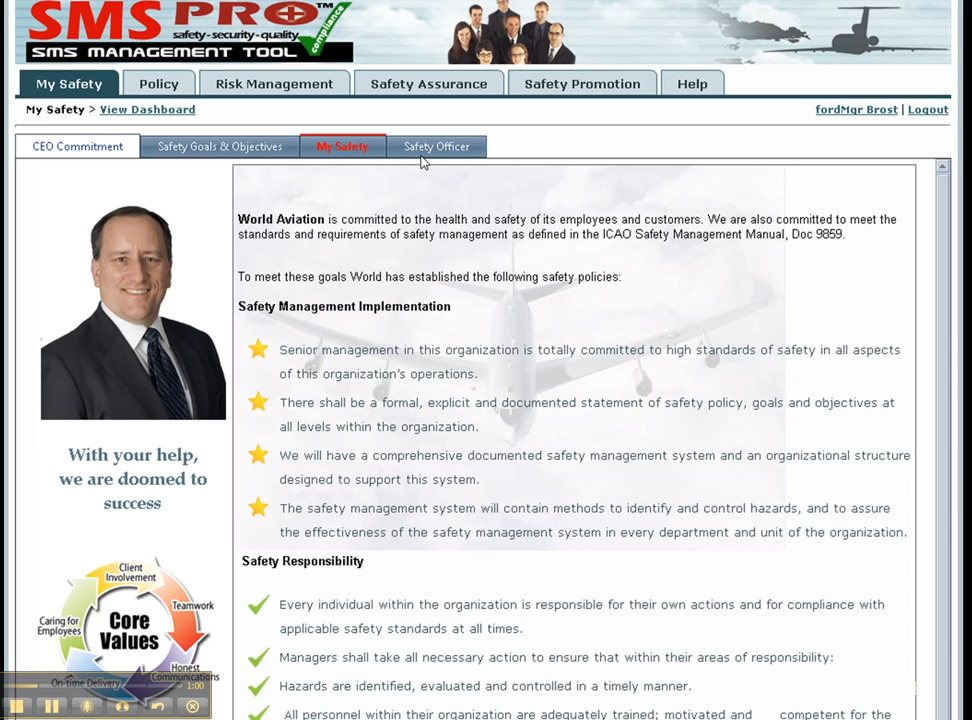 SMS PRO™
safety-security-quality
compliance
SMS MANAGEMENT TOOL
My Safety
Policy
Risk Management
Safety Assurance
Safety Promotion
Help
My Safety > View Dashboard
fordMgr Brost | Logout
CEO Commitment
Safety Goals & Objectives
My Safety
Safety Officer
World Aviation is committed to the health and safety of its employees and customers. We are also committed to meet the
standards and requirements of safety management as defined in the ICAO Safety Management Manual, Doc 9859.
To meet these goals World has established the following safety policies:
Safety Management Implementation
Senior management in this organization is totally committed to high standards of safety in all aspects
of this organization's operations.
There shall be a formal, explicit and documented statement of safety policy, goals and objectives at
all levels within the organization.
We will have a comprehensive documented safety management system and an organizational structure
designed to support this system.
The safety management system will contain methods to identify and control hazards, and to assure
the effectiveness of the safety management system in every department and unit of the organization.
Safety Responsibility
Every individual within the organization is responsible for their own actions and for compliance with
applicable safety standards at all times.
Managers shall take all necessary action to ensure that within their areas of responsibility:
Hazards are identified, evaluated and controlled in a timely manner.
All personnel within their organization are adequately trained; motivated and competent for the
With your help,
we are doomed to
success
Client
Involvement
Teamwork
Caring for
Employees
Core
Values
Honest
Communications
On-time Delivery
1:00